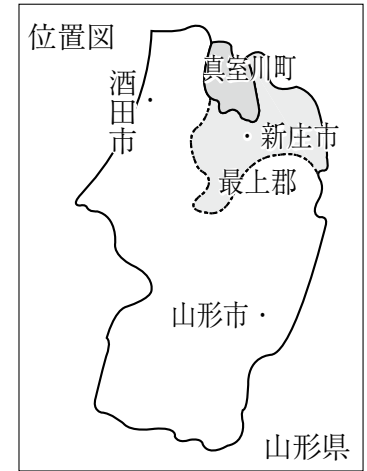 位置図
酒田市
真室川町
新庄市
最上郡
山形市
山形県